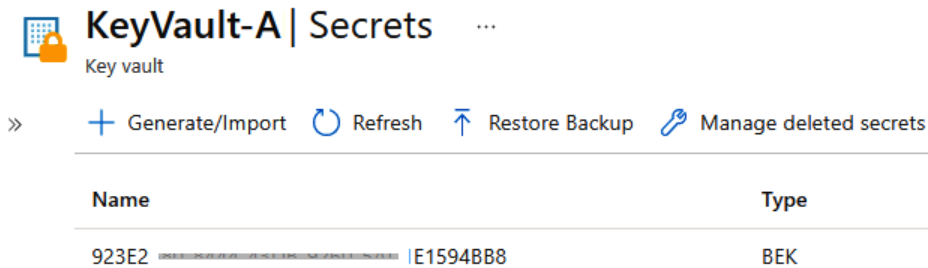 KeyVault-A | Secrets ...
Key vault
» + Generate/Import Refresh Restore Backup Manage deleted secrets
Name Type
923E2 E1594BB8 BEK